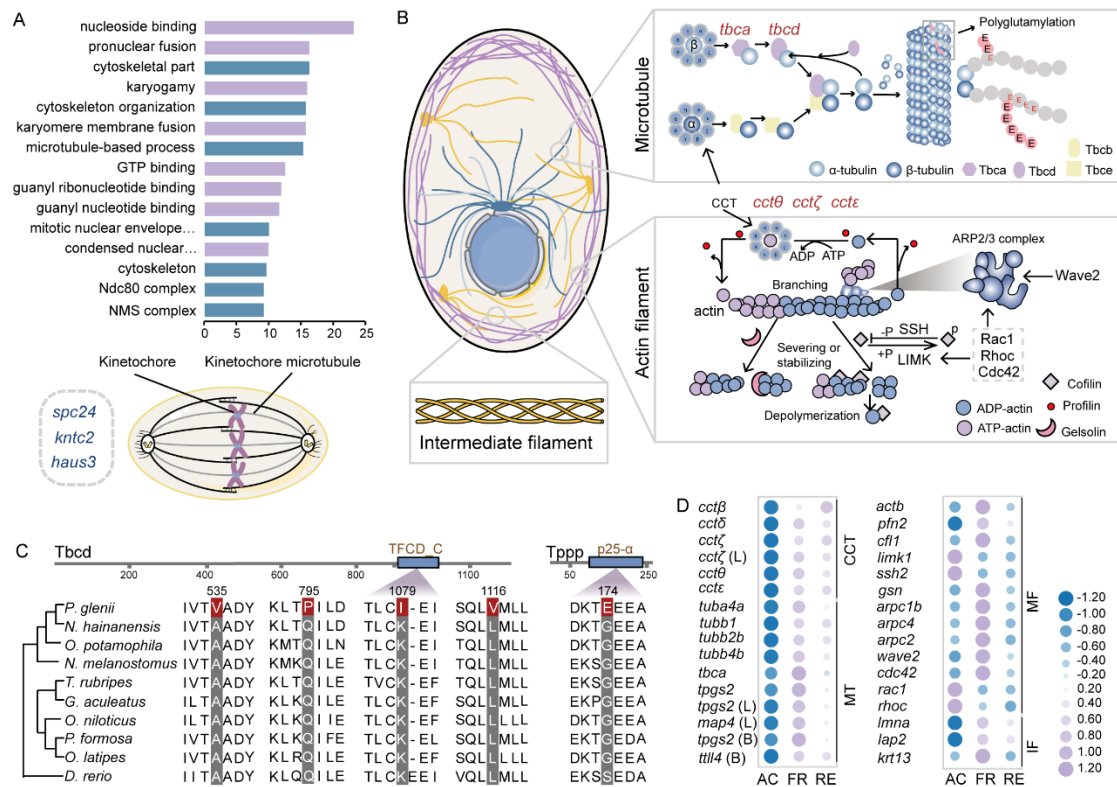 A
nucleoside binding
pronuclear fusion
cytoskeletal part
karyogamy
cytoskeleton organization
karyomere membrane fusion
microtubule-based process
GTP binding
guanyl ribonucleotide binding
guanyl nucleotide binding
mitotic nuclear envelope…
condensed nuclear…
cytoskeleton
Ndc80 complex
NMS complex
0 5 10 15 20 25
Kinetochore Kinetochore microtubule
spc24
kntc2
haus3
B
Intermediate filament
Microtubule
β
tbca tbcd
α
Polyglutamylation
E
E
E
E E E
E
E
E
E
E
E
Tbcb
α-tubulin β-tubulin Tbca Tbcd Tbce
CCT
cctθ cctζ cctε
Actin filament
ADP ATP
ARP2/3 complex
Branching
Wave2
actin
-P SSH p
+P LIMK
Rac1
Rhoc
Cdc42
Severing or
stabilizing
Depolymerization
Cofilin
ADP-actin Profilin
ATP-actin Gelsolin
C
Tbcd TFCD_C Tppp p25-α
200 400 600 800 1100 50 250
535 795 1079 1116 174
P. glenii IVTVADY KLTPILD TLCI-EI SQLVMLL DKTEEEA
N. hainanensis IVTAADY KLTQILD TLCK-EI SQLLMLL DKTGEEA
O. potamophila IVTAADY KMTQILN TLCK-EI TQLLMLL DKTGEEA
N. melanostomus IVTAADY KMKQILE TLCK-EI TQLLMLL EKSGEEA
T. rubripes IVTAADY KLTQILE TVCK-EF TQLLMLL DKTGEEA
G. aculeatus ILTAADY KLKQIIE TLCK-EF SQLLMLL EKPGEEA
O. niloticus IVTAADY KLTQILE TLCK-EF SQLLLLL DKTGEEA
P. formosa IVTAADY KLKQIFE TLCK-EL SQLLMLL EKTGEDA
O. latipes IVTAADY KLRQILE TLCK-EF SQLLMLL DKTGEDA
D. rerio IITAADY KLQQILE TLCKEEI VQLLMLL EKSSEDA
D
cctβ
cctδ
cctζ
cctζ (L)
cctθ
cctε
tuba4a
tubb1
tubb2b
tubb4b
tbca
tpgs2
tpgs2 (L)
map4 (L)
tpgs2 (B)
ttll4 (B)
AC FR RE
CCT
MT
actb
pfn2
cfl1
limk1
ssh2
gsn
arpc1b
arpc4
arpc2
wave2
cdc42
rac1
rhoc
lmna
lap2
krt13
AC FR RE
MF
IF
-1.20
-1.00
-0.80
-0.60
-0.40
-0.20
0.20
0.40
0.60
0.80
1.00
1.20